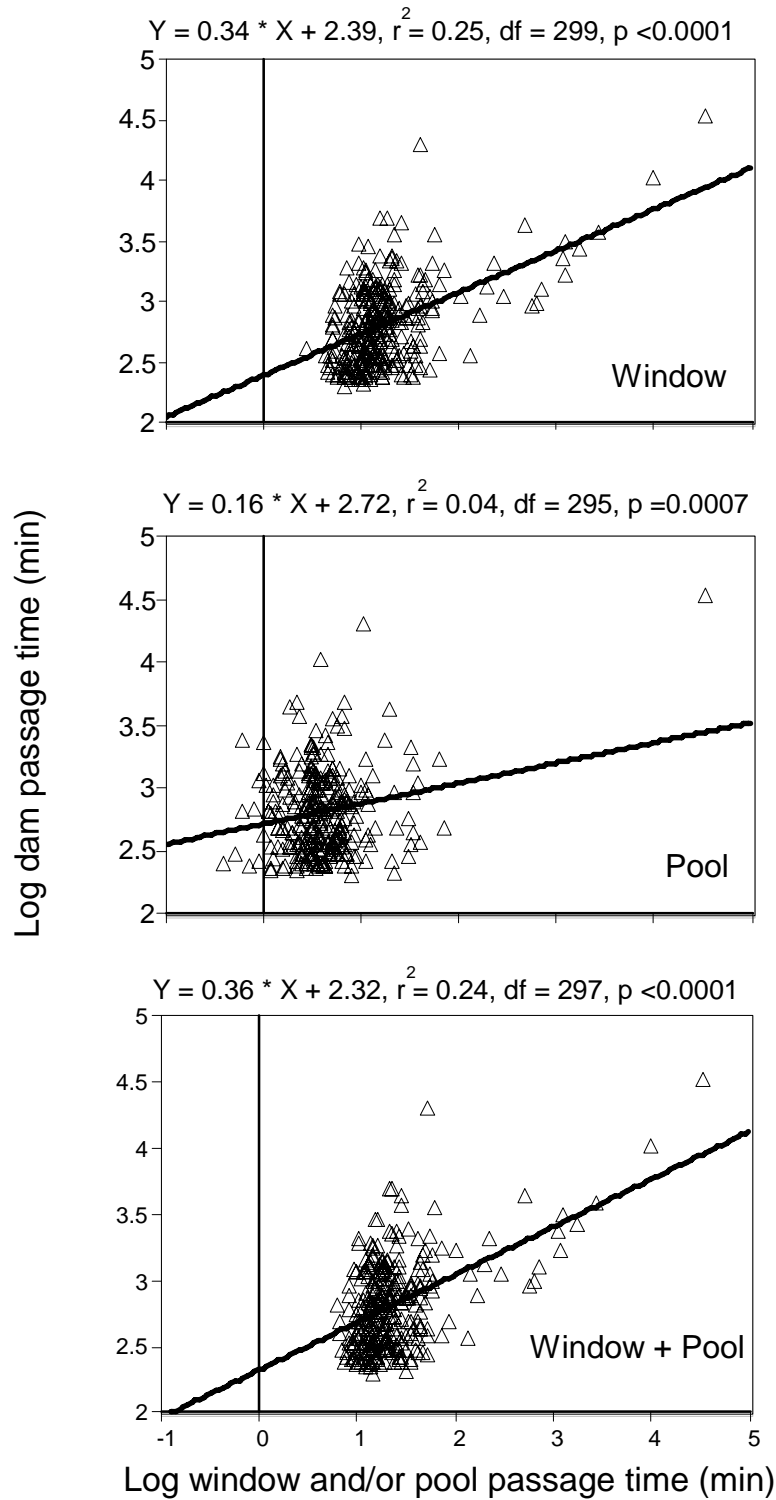 Y = 0.34 * X + 2.39, r² = 0.25, df = 299, p <0.0001
5
4.5
4
3.5
3
2.5
2
Window
Y = 0.16 * X + 2.72, r² = 0.04, df = 295, p =0.0007
5
4.5
4
3.5
3
2.5
2
Pool
Log dam passage time (min)
Y = 0.36 * X + 2.32, r² = 0.24, df = 297, p <0.0001
5
4.5
4
3.5
3
2.5
2
Window + Pool
-1 0 1 2 3 4 5
Log window and/or pool passage time (min)